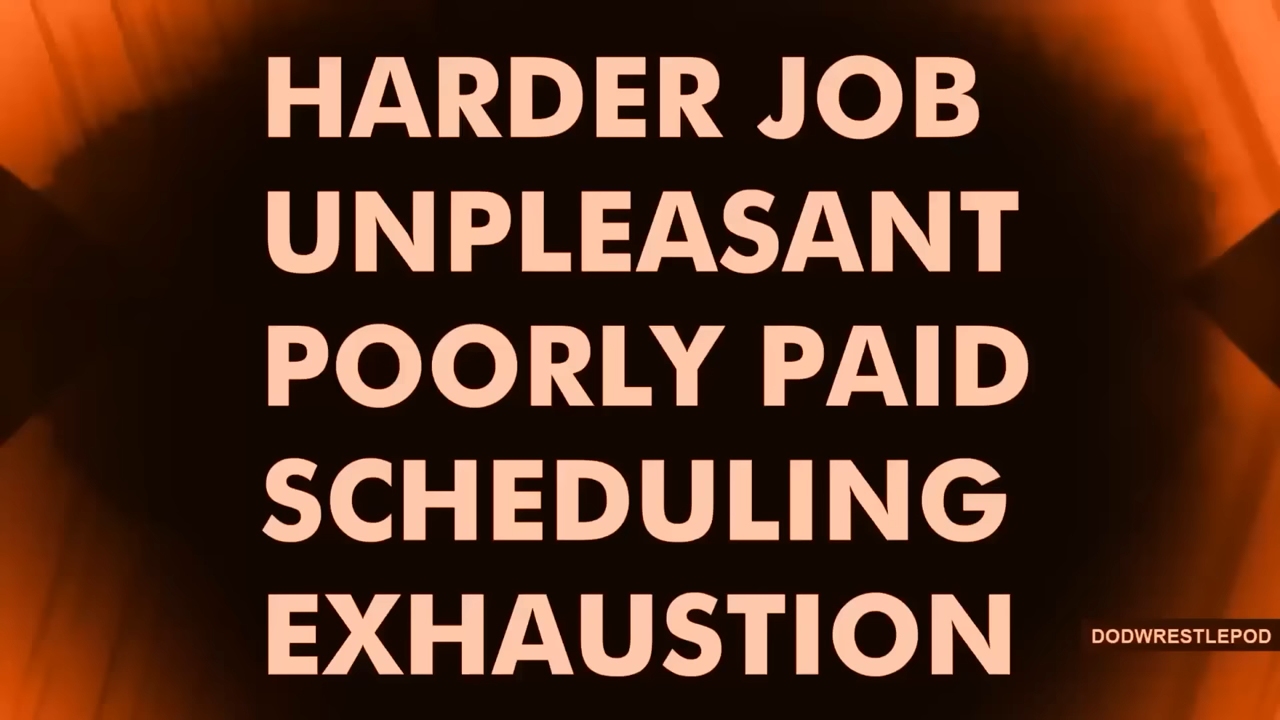 HARDER JOB
UNPLEASANT
POORLY PAID
SCHEDULING
EXHAUSTION
DODWRESTLEPOD